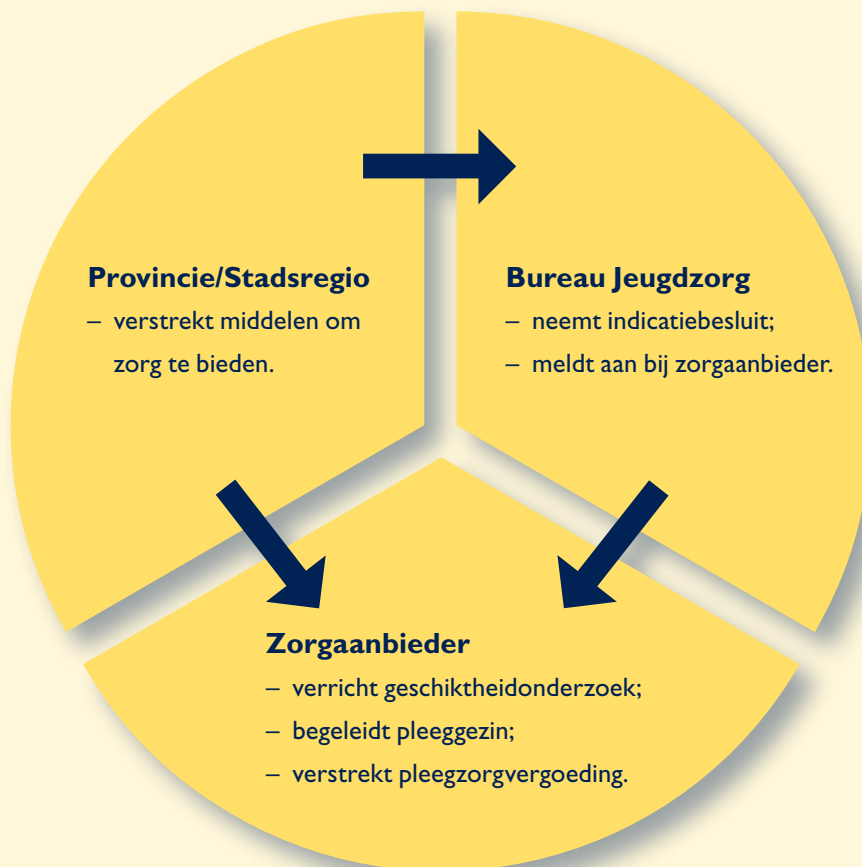 Provincie/Stadsregio
– verstrekt middelen om
zorg te bieden.
Bureau Jeugdzorg
– neemt indicatiebesluit;
– meldt aan bij zorgaanbieder.
Zorgaanbieder
– verricht geschiktheidonderzoek;
– begeleidt pleeggezin;
– verstrekt pleegzorgvergoeding.